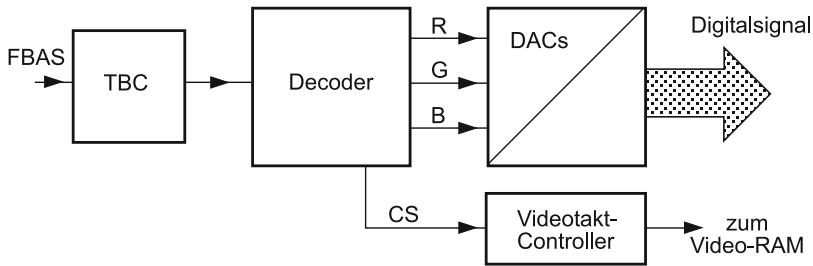 FBAS
TBC
Decoder
R
G
B
DACs
Digitalsignal
CS
Videotakt-
Controller
zum
Video-RAM